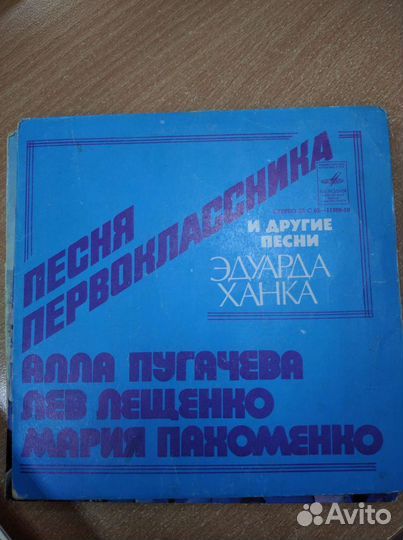 ПЕСНЯ
ПЕРВОКЛАССНИКА
И ДРУГИЕ
ПЕСНИ
ЭДУАРДА
ХАНКА
АЛЛА ПУГАЧЕВА
ЛЕВ ЛЕЩЕНКО
МАРИЯ ПАХОМЕНКО
Avito